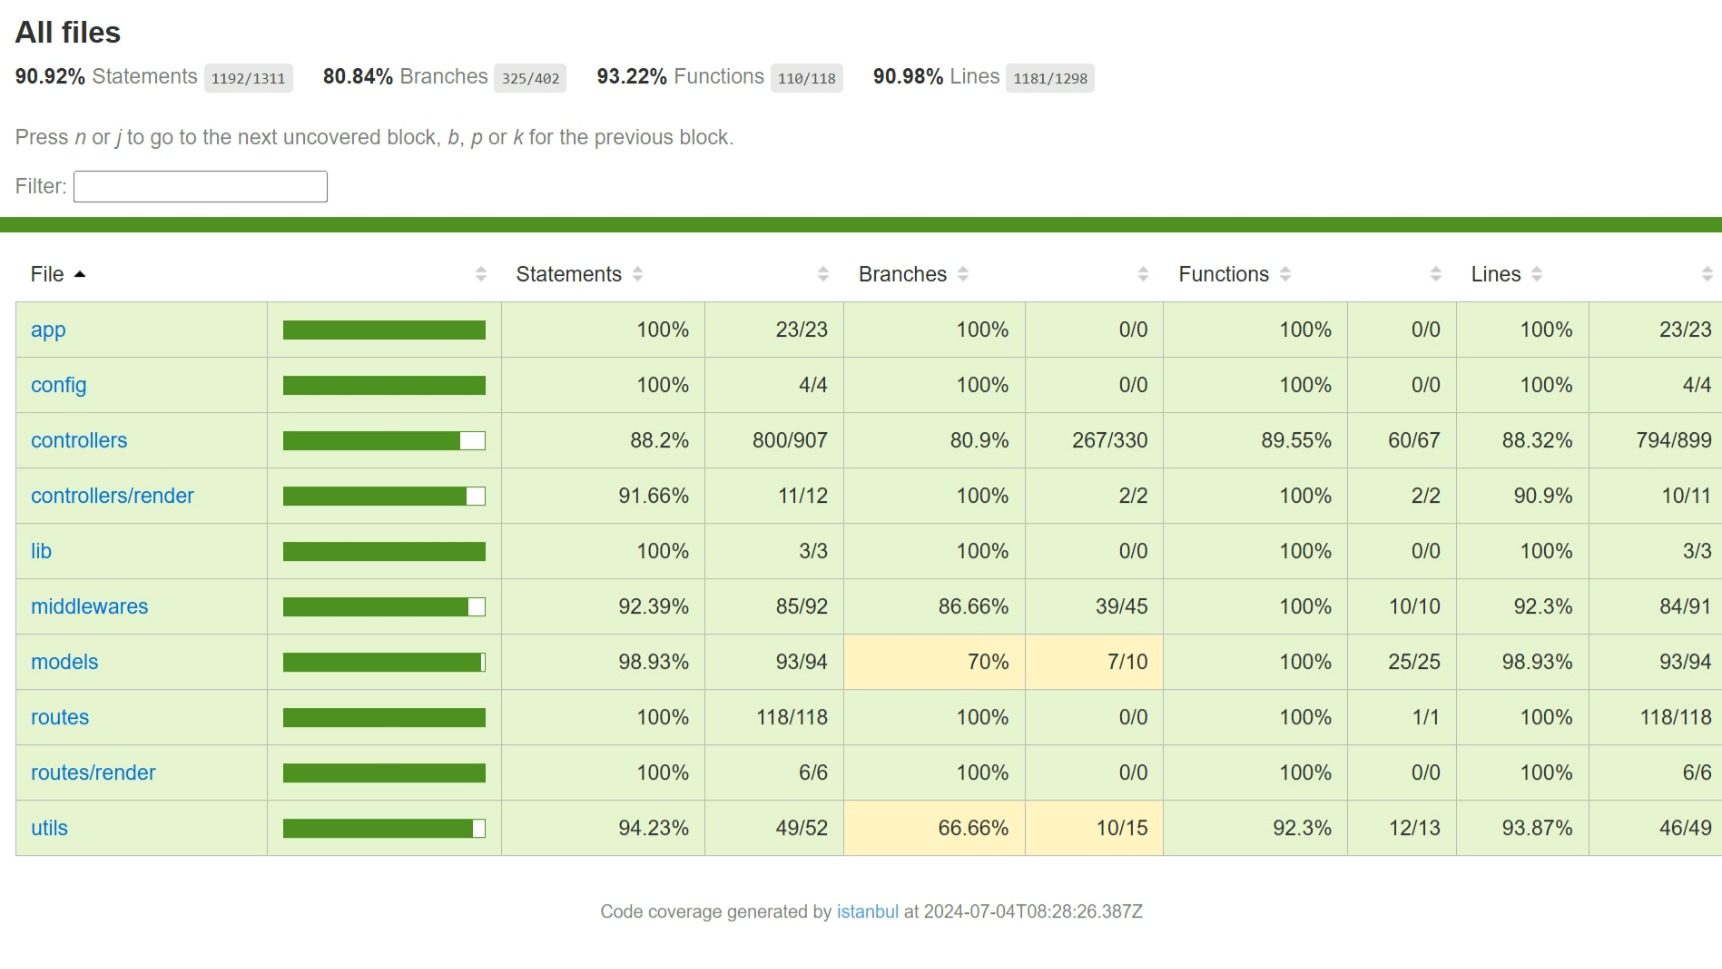 All files
90.92% Statements 1192/1311 80.84% Branches 325/402 93.22% Functions 110/118 90.98% Lines 1181/1298
Press n or j to go to the next uncovered block, b, p or k for the previous block.
Filter:
File Statements Branches Functions Lines
app 100% 23/23 100% 0/0 100% 0/0 100% 23/23
config 100% 4/4 100% 0/0 100% 0/0 100% 4/4
controllers 88.2% 800/907 80.9% 267/330 89.55% 60/67 88.32% 794/899
controllers/render 91.66% 11/12 100% 2/2 100% 2/2 90.9% 10/11
lib 100% 3/3 100% 0/0 100% 0/0 100% 3/3
middlewares 92.39% 85/92 86.66% 39/45 100% 10/10 92.3% 84/91
models 98.93% 93/94 70% 7/10 100% 25/25 98.93% 93/94
routes 100% 118/118 100% 0/0 100% 1/1 100% 118/118
routes/render 100% 6/6 100% 0/0 100% 0/0 100% 6/6
utils 94.23% 49/52 66.66% 10/15 92.3% 12/13 93.87% 46/49
Code coverage generated by istanbul at 2024-07-04T08:28:26.387Z